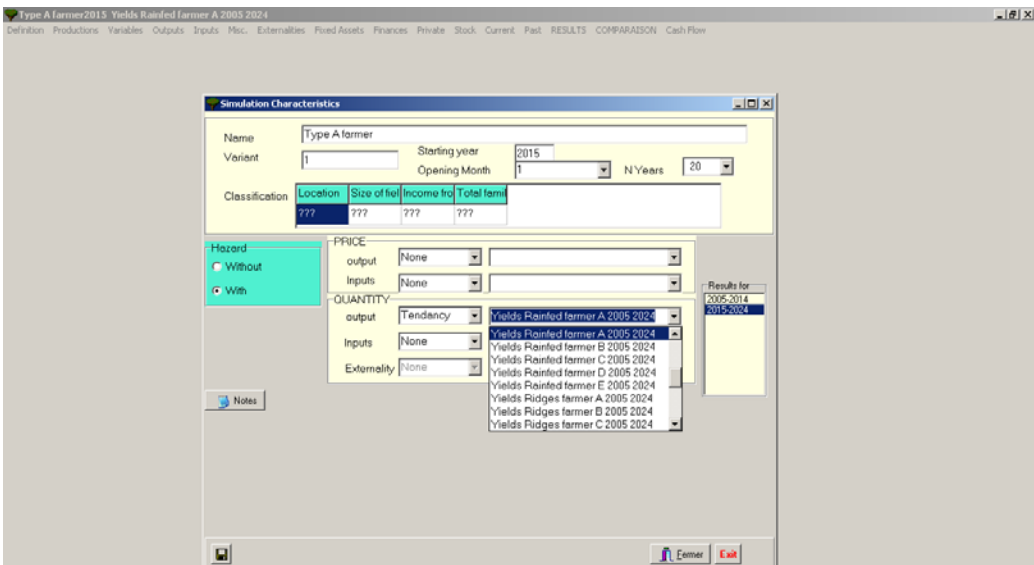 Type A farmer2015 Yields Rainfed farmer A 2005 2024
Definition Productions Variables Outputs Inputs Misc. Externalities Fixed Assets Finances Private Stock Current Past RESULTS COMPARAISON Cash Flow
Simulation Characteristics
Name Type A farmer
Variant 1 Starting year 2015
Opening Month 1 N Years 20
Classification Location Size of fiel Income fro Total famil
??? ??? ??? ???
Hazard
Without
With
PRICE
output None
Inputs None
QUANTITY
output Tendancy Yields Rainfed farmer A 2005 2024
Inputs None
Externality None
Yields Rainfed farmer A 2005 2024
Yields Rainfed farmer B 2005 2024
Yields Rainfed farmer C 2005 2024
Yields Rainfed farmer D 2005 2024
Yields Rainfed farmer E 2005 2024
Yields Ridges farmer A 2005 2024
Yields Ridges farmer B 2005 2024
Yields Ridges farmer C 2005 2024
Results for
2005-2014
2015-2024
Notes
Fermer Exit